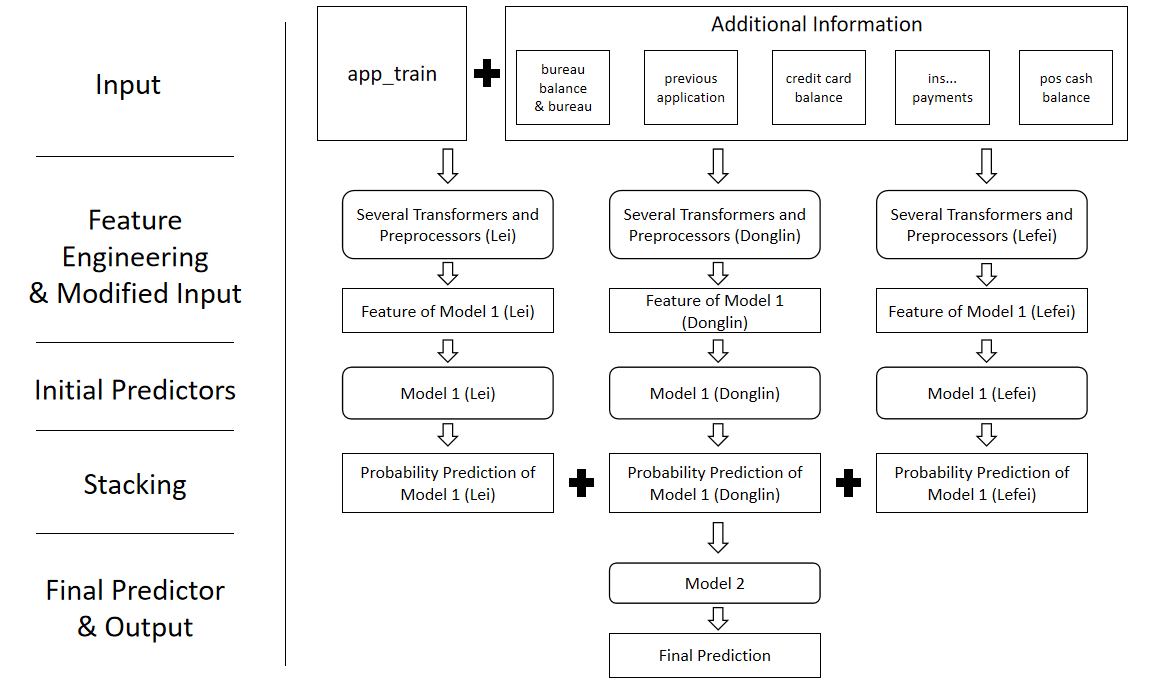 Input
app_train
Additional Information
bureau
balance
& bureau
previous
application
credit card
balance
ins...
payments
pos cash
balance
Feature
Engineering
& Modified Input
Several Transformers and
Preprocessors (Lei)
Several Transformers and
Preprocessors (Donglin)
Several Transformers and
Preprocessors (Lefei)
Feature of Model 1 (Lei)
Feature of Model 1
(Donglin)
Feature of Model 1 (Lefei)
Initial Predictors
Model 1 (Lei)
Model 1 (Donglin)
Model 1 (Lefei)
Stacking
Probability Prediction of
Model 1 (Lei)
Probability Prediction of
Model 1 (Donglin)
Probability Prediction of
Model 1 (Lefei)
Final Predictor
& Output
Model 2
Final Prediction